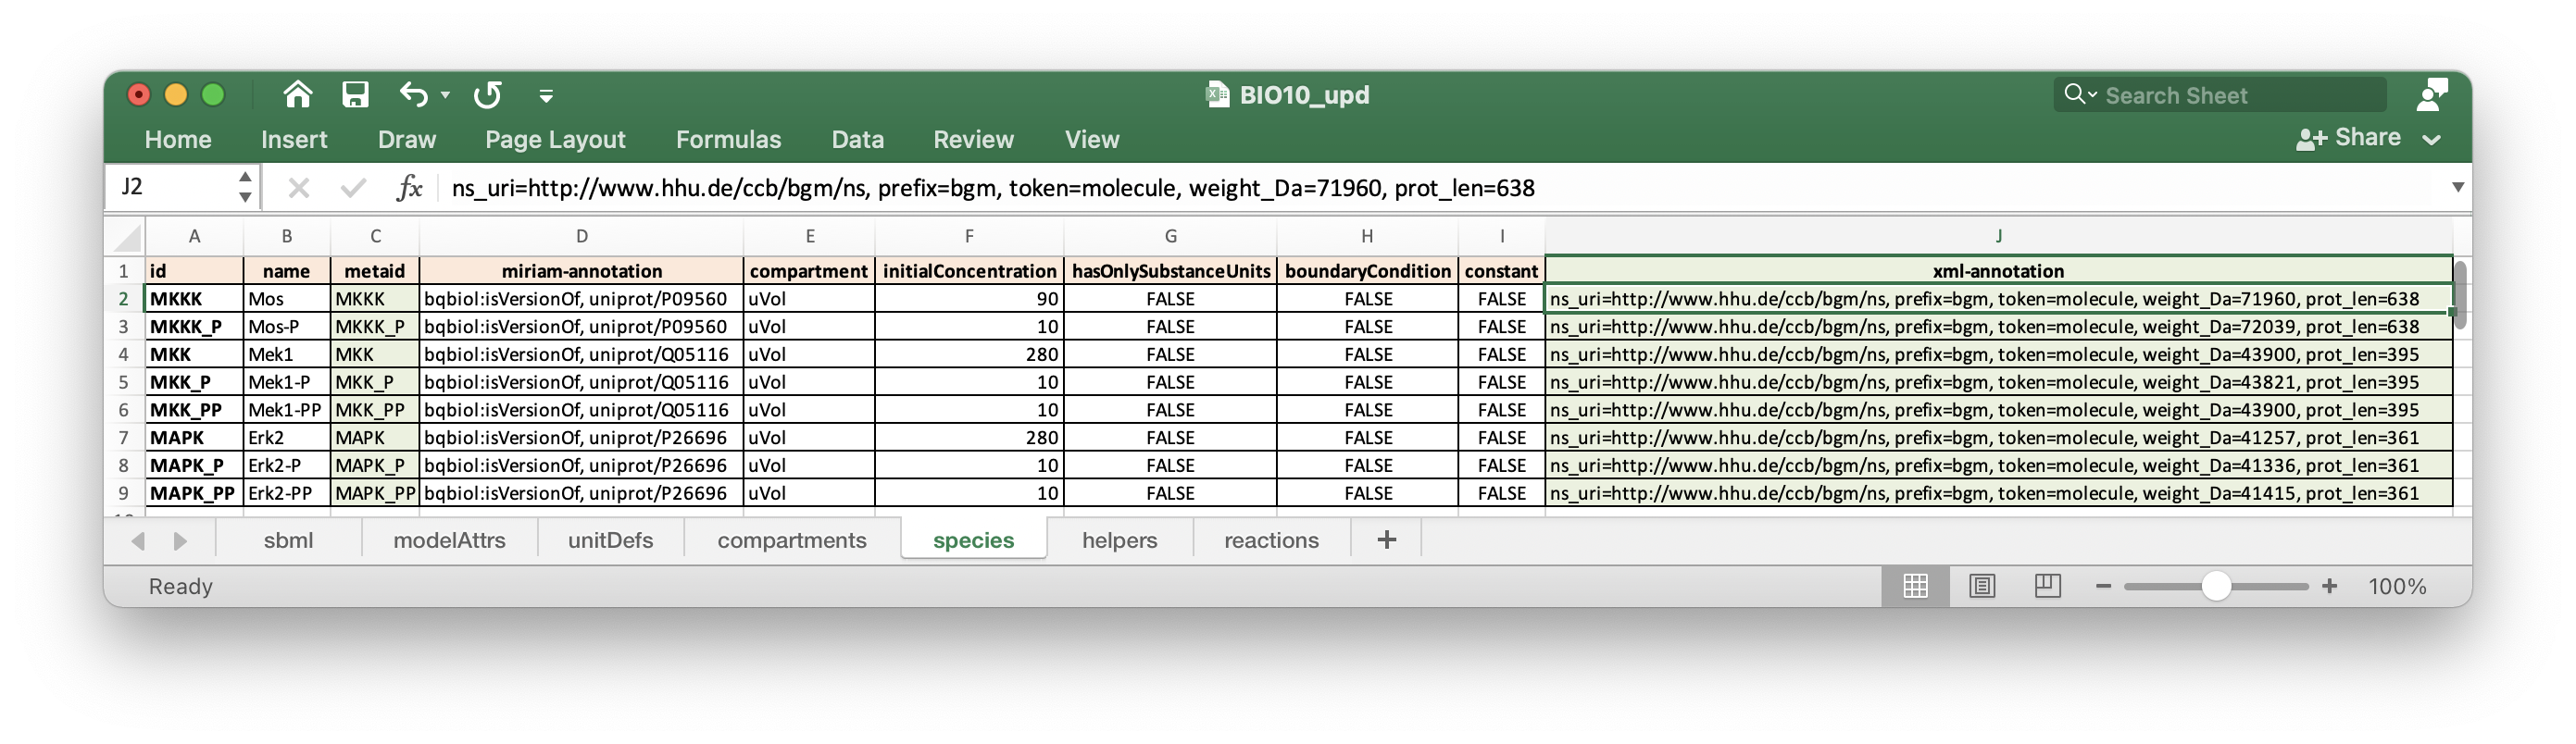 BIO10_upd
Search Sheet
Home Insert Draw Page Layout Formulas Data Review View Share
J2 fx ns_uri=http://www.hhu.de/ccb/bgm/ns, prefix=bgm, token=molecule, weight_Da=71960, prot_len=638
A B C D E F G H I J
1 id name metaid miriam-annotation compartment initialConcentration hasOnlySubstanceUnits boundaryCondition constant xml-annotation
2 MKKK Mos MKKK bqbiol:isVersionOf, uniprot/P09560 uVol 90 FALSE FALSE FALSE ns_uri=http://www.hhu.de/ccb/bgm/ns, prefix=bgm, token=molecule, weight_Da=71960, prot_len=638
3 MKKK_P Mos-P MKKK_P bqbiol:isVersionOf, uniprot/P09560 uVol 10 FALSE FALSE FALSE ns_uri=http://www.hhu.de/ccb/bgm/ns, prefix=bgm, token=molecule, weight_Da=72039, prot_len=638
4 MKK Mek1 MKK bqbiol:isVersionOf, uniprot/Q05116 uVol 280 FALSE FALSE FALSE ns_uri=http://www.hhu.de/ccb/bgm/ns, prefix=bgm, token=molecule, weight_Da=43900, prot_len=395
5 MKK_P Mek1-P MKK_P bqbiol:isVersionOf, uniprot/Q05116 uVol 10 FALSE FALSE FALSE ns_uri=http://www.hhu.de/ccb/bgm/ns, prefix=bgm, token=molecule, weight_Da=43821, prot_len=395
6 MKK_PP Mek1-PP MKK_PP bqbiol:isVersionOf, uniprot/Q05116 uVol 10 FALSE FALSE FALSE ns_uri=http://www.hhu.de/ccb/bgm/ns, prefix=bgm, token=molecule, weight_Da=43900, prot_len=395
7 MAPK Erk2 MAPK bqbiol:isVersionOf, uniprot/P26696 uVol 280 FALSE FALSE FALSE ns_uri=http://www.hhu.de/ccb/bgm/ns, prefix=bgm, token=molecule, weight_Da=41257, prot_len=361
8 MAPK_P Erk2-P MAPK_P bqbiol:isVersionOf, uniprot/P26696 uVol 10 FALSE FALSE FALSE ns_uri=http://www.hhu.de/ccb/bgm/ns, prefix=bgm, token=molecule, weight_Da=41336, prot_len=361
9 MAPK_PP Erk2-PP MAPK_PP bqbiol:isVersionOf, uniprot/P26696 uVol 10 FALSE FALSE FALSE ns_uri=http://www.hhu.de/ccb/bgm/ns, prefix=bgm, token=molecule, weight_Da=41415, prot_len=361
sbml modelAttrs unitDefs compartments species helpers reactions +
Ready 100%